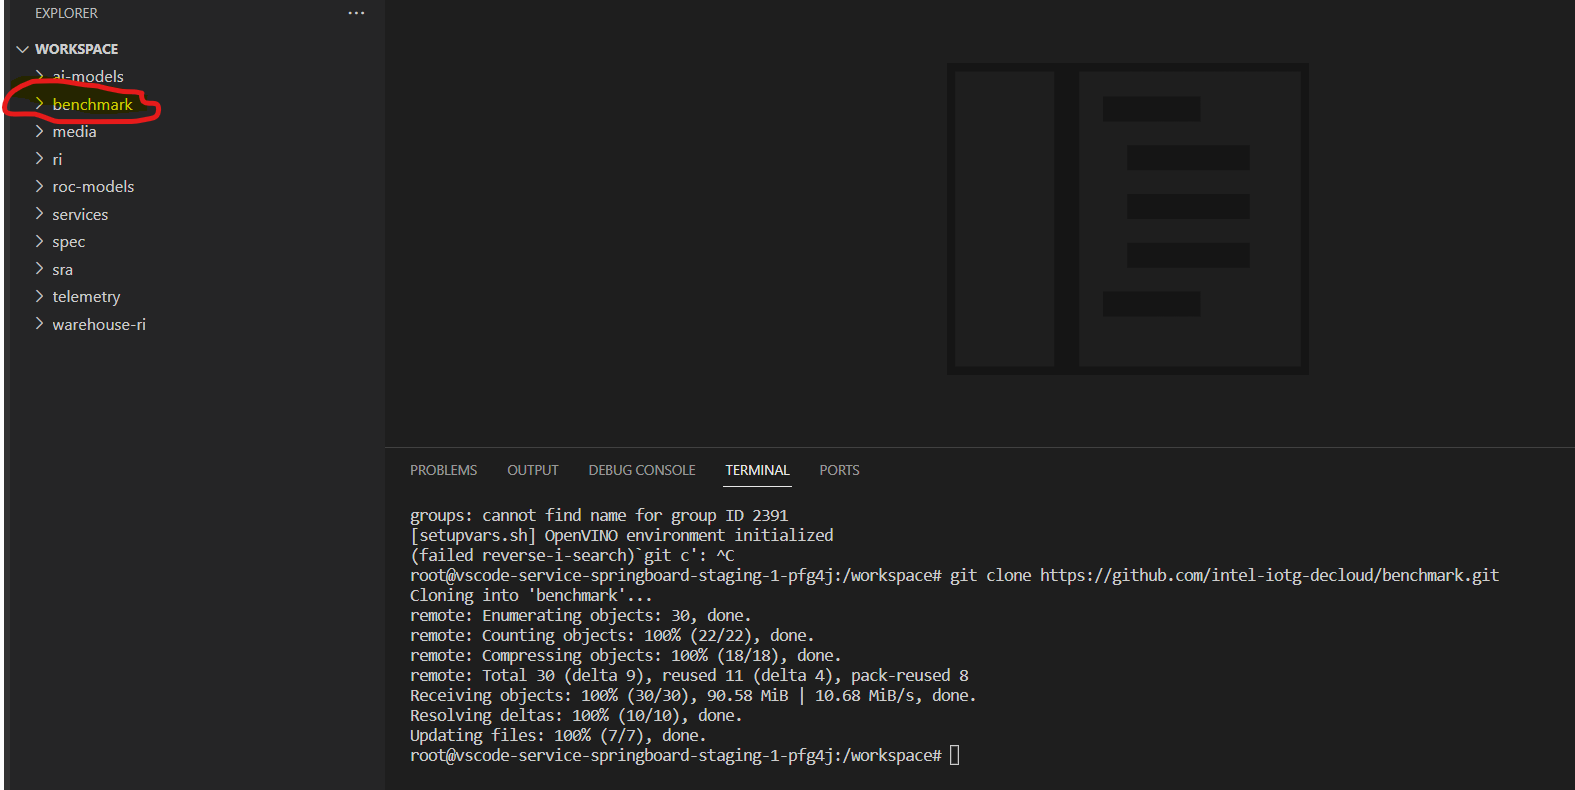 EXPLORER
WORKSPACE
ai-models
benchmark
media
ri
roc-models
services
spec
sra
telemetry
warehouse-ri
PROBLEMS OUTPUT DEBUG CONSOLE TERMINAL PORTS
groups: cannot find name for group ID 2391
[setupvars.sh] OpenVINO environment initialized
(failed reverse-i-search)`git c': ^C
root@vscode-service-springboard-staging-1-pfg4j:/workspace# git clone https://github.com/intel-iotg-decloud/benchmark.git
Cloning into 'benchmark'...
remote: Enumerating objects: 30, done.
remote: Counting objects: 100% (22/22), done.
remote: Compressing objects: 100% (18/18), done.
remote: Total 30 (delta 9), reused 11 (delta 4), pack-reused 8
Receiving objects: 100% (30/30), 90.58 MiB | 10.68 MiB/s, done.
Resolving deltas: 100% (10/10), done.
Updating files: 100% (7/7), done.
root@vscode-service-springboard-staging-1-pfg4j:/workspace#